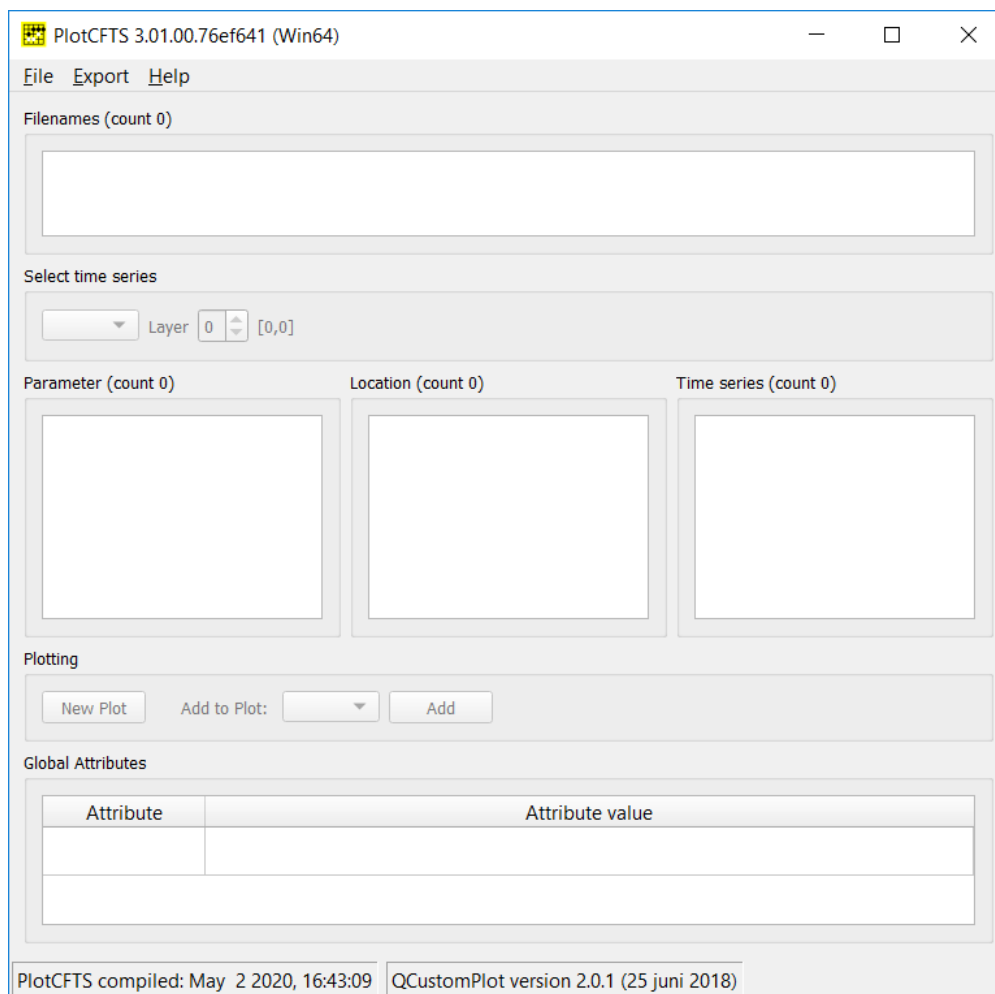 PlotCFTS 3.01.00.76ef641 (Win64)
File Export Help
Filenames (count 0)
Select time series
Layer 0 [0,0]
Parameter (count 0) Location (count 0) Time series (count 0)
Plotting
New Plot Add to Plot: Add
Global Attributes
Attribute Attribute value
PlotCFTS compiled: May  2 2020, 16:43:09 QCustomPlot version 2.0.1 (25 juni 2018)